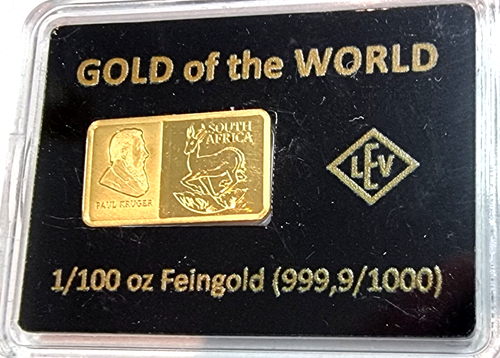 GOLD of the WORLD
SOUTH
AFRICA
PAUL KRUGER
LEV
1/100 oz Feingold (999,9/1000)